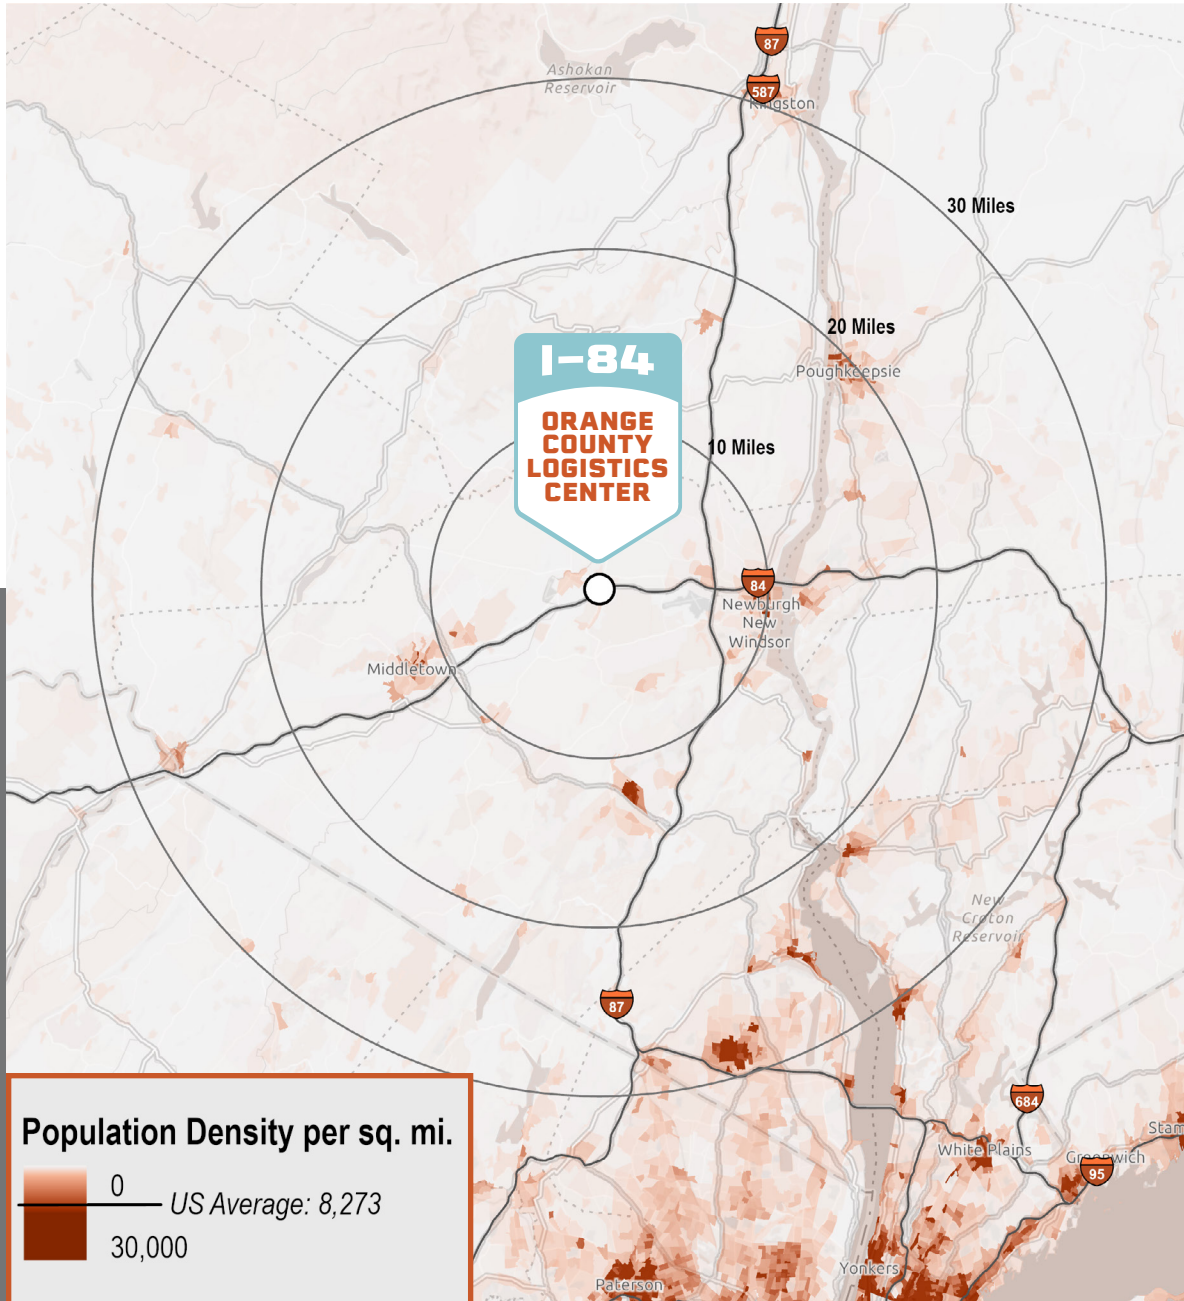 87
587
Ashokan
Reservoir
Kingston
30 Miles
20 Miles
I-84
ORANGE
COUNTY
LOGISTICS
CENTER
Poughkeepsie
10 Miles
84
Newburgh
New
Windsor
Middletown
New
Croton
Reservoir
87
684
Population Density per sq. mi.
0
US Average: 8,273
30,000
White Plains
Stam
Greenwich
95
Yonkers
Paterson